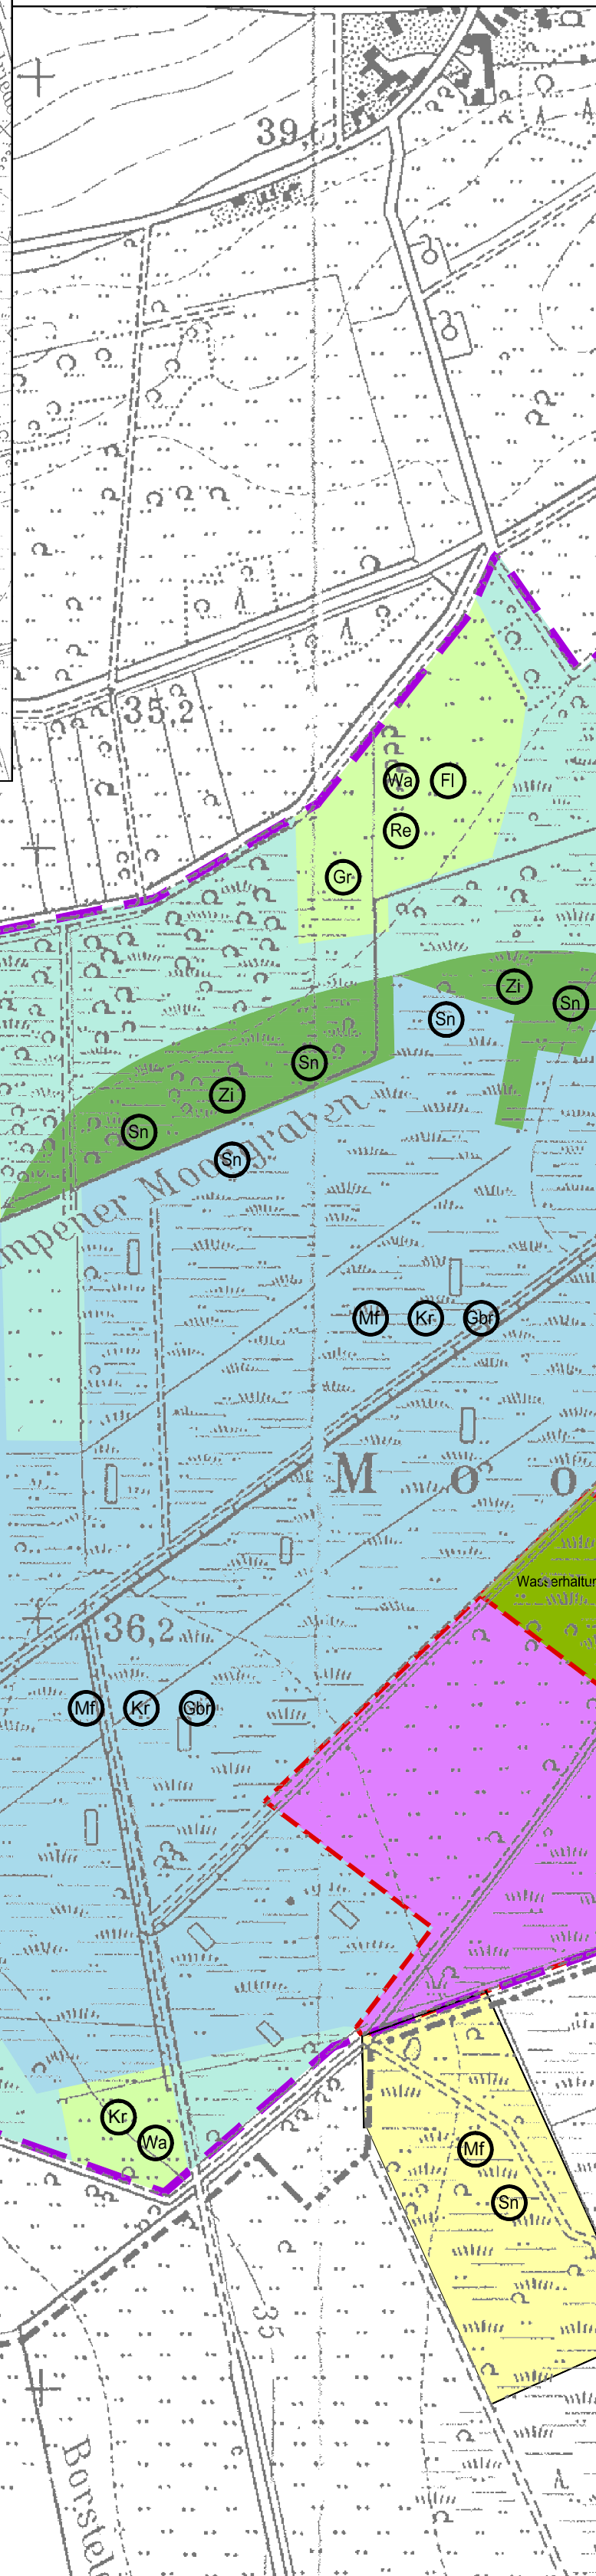 39,
35,2
Wa
Fl
Re
Gr
Zi
Sn
Sn
Sn
Zi
Sn
Sn
mpener Moorgraben
Mf
Kr
Gbr
M o o
Wasserhaltun
36,2
Mf
Kr
Gbr
Kr
Wa
Mf
Sn
35
Borstel